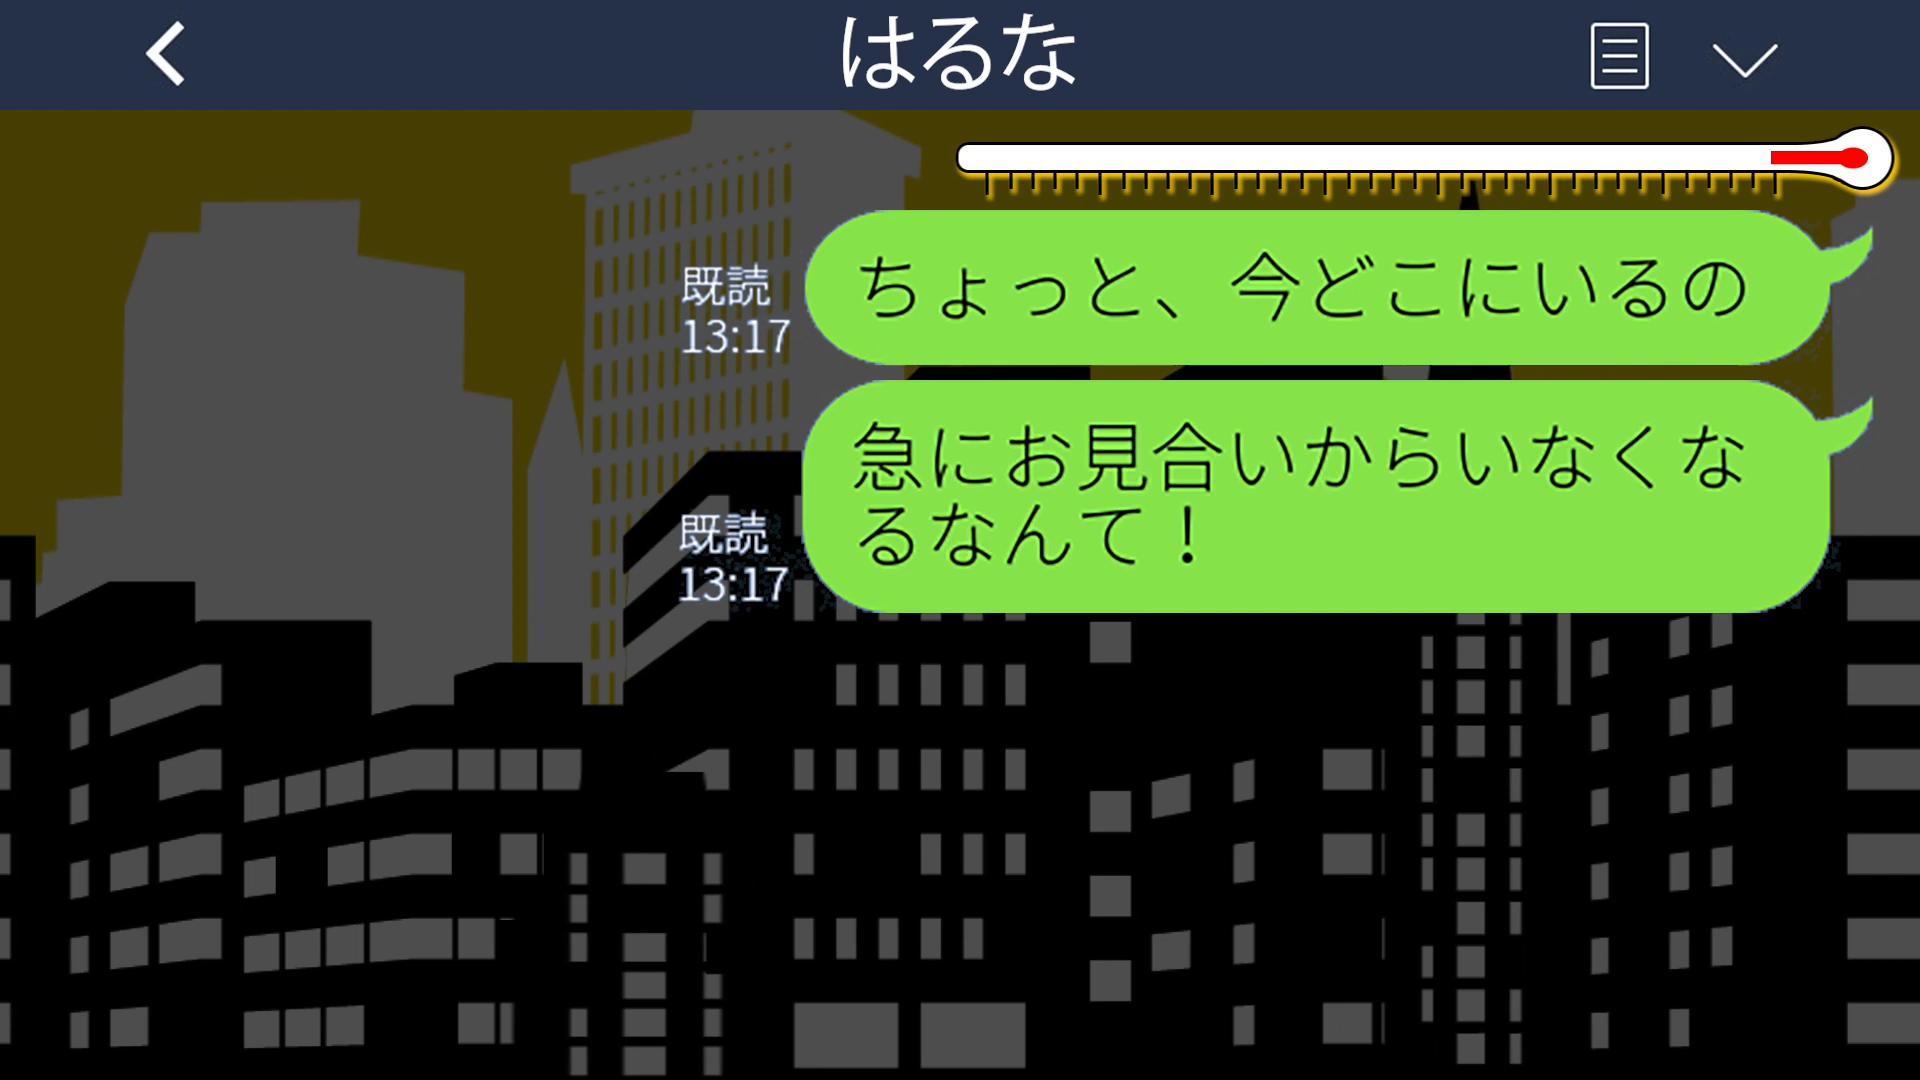 はるな
ちょっと、今どこにいるの
既読
13:17
急にお見合いからいなくな
るなんて！
既読
13:17